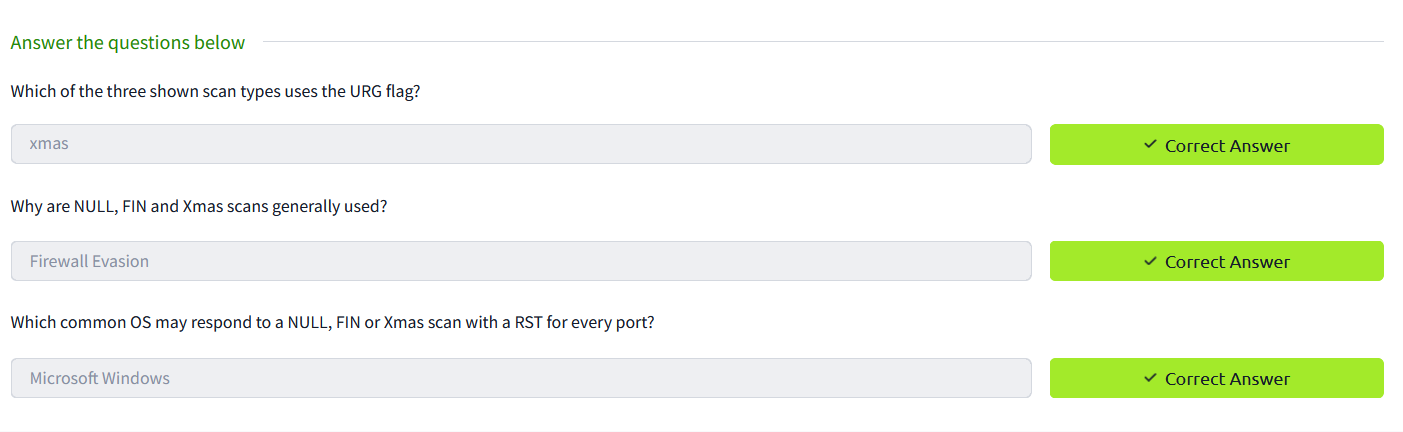 Answer the questions below
Which of the three shown scan types uses the URG flag?
xmas
Correct Answer
Why are NULL, FIN and Xmas scans generally used?
Firewall Evasion
Correct Answer
Which common OS may respond to a NULL, FIN or Xmas scan with a RST for every port?
Microsoft Windows
Correct Answer